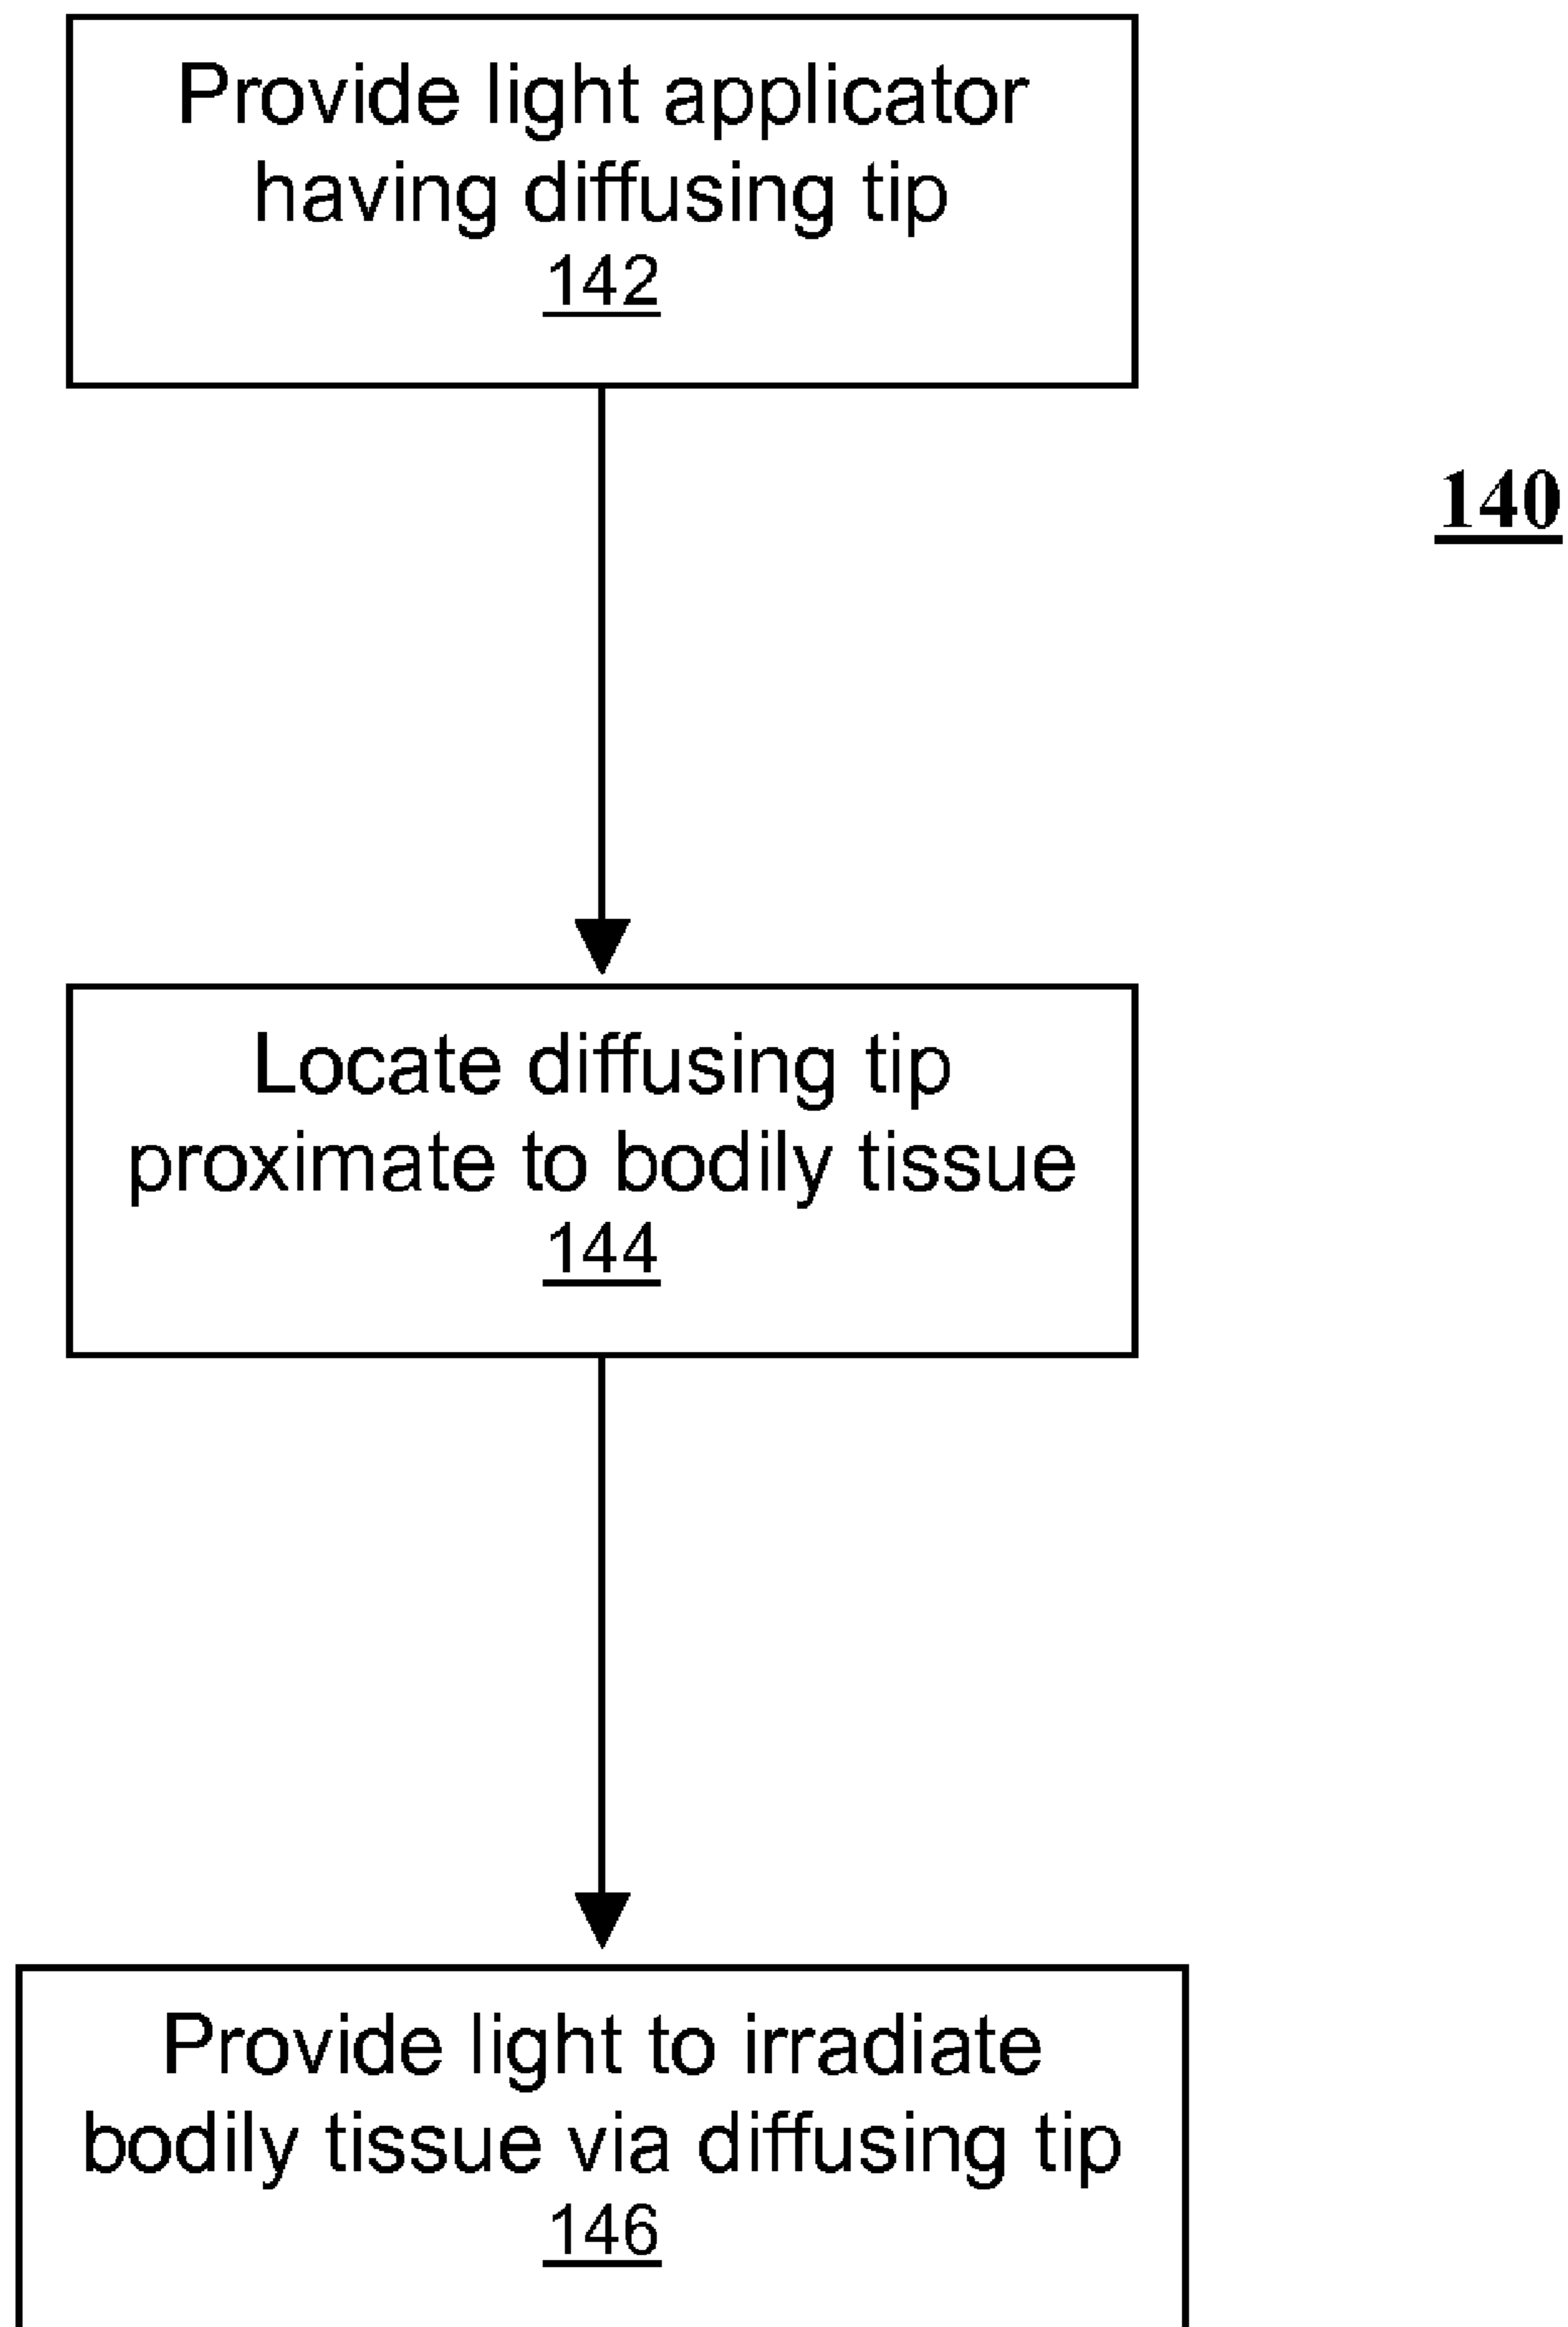 Provide light applicator
having diffusing tip
142
140
Locate diffusing tip
proximate to bodily tissue
144
Provide light to irradiate
bodily tissue via diffusing tip
146